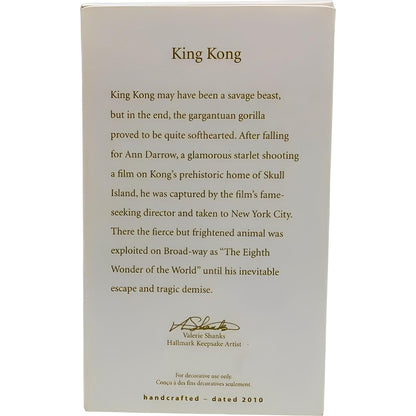 King Kong
King Kong may have been a savage beast,
but in the end, the gargantuan gorilla
proved to be quite softhearted. After falling
for Ann Darrow, a glamorous starlet shooting
a film on Kong's prehistoric home of Skull
Island, he was captured by the film's fame-
seeking director and taken to New York City.
There the fierce but frightened animal was
exploited on Broad-way as "The Eighth
Wonder of the World" until his inevitable
escape and tragic demise.
VShanks
Valerie Shanks
Hallmark Keepsake Artist
For decorative use only.
Conçu à des fins décoratives seulement.
handcrafted – dated 2010